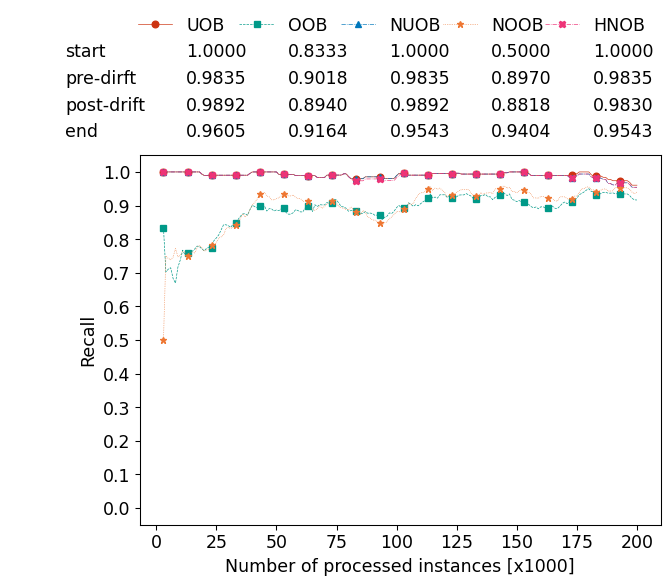 UOB OOB NUOB NOOB HNOB
start 1.0000 0.8333 1.0000 0.5000 1.0000
pre-dirft 0.9835 0.9018 0.9835 0.8970 0.9835
post-drift 0.9892 0.8940 0.9892 0.8818 0.9830
end 0.9605 0.9164 0.9543 0.9404 0.9543
1.0
0.9
0.8
0.7
0.6
0.5
0.4
0.3
0.2
0.1
0.0
Recall
0 25 50 75 100 125 150 175 200
Number of processed instances [x1000]